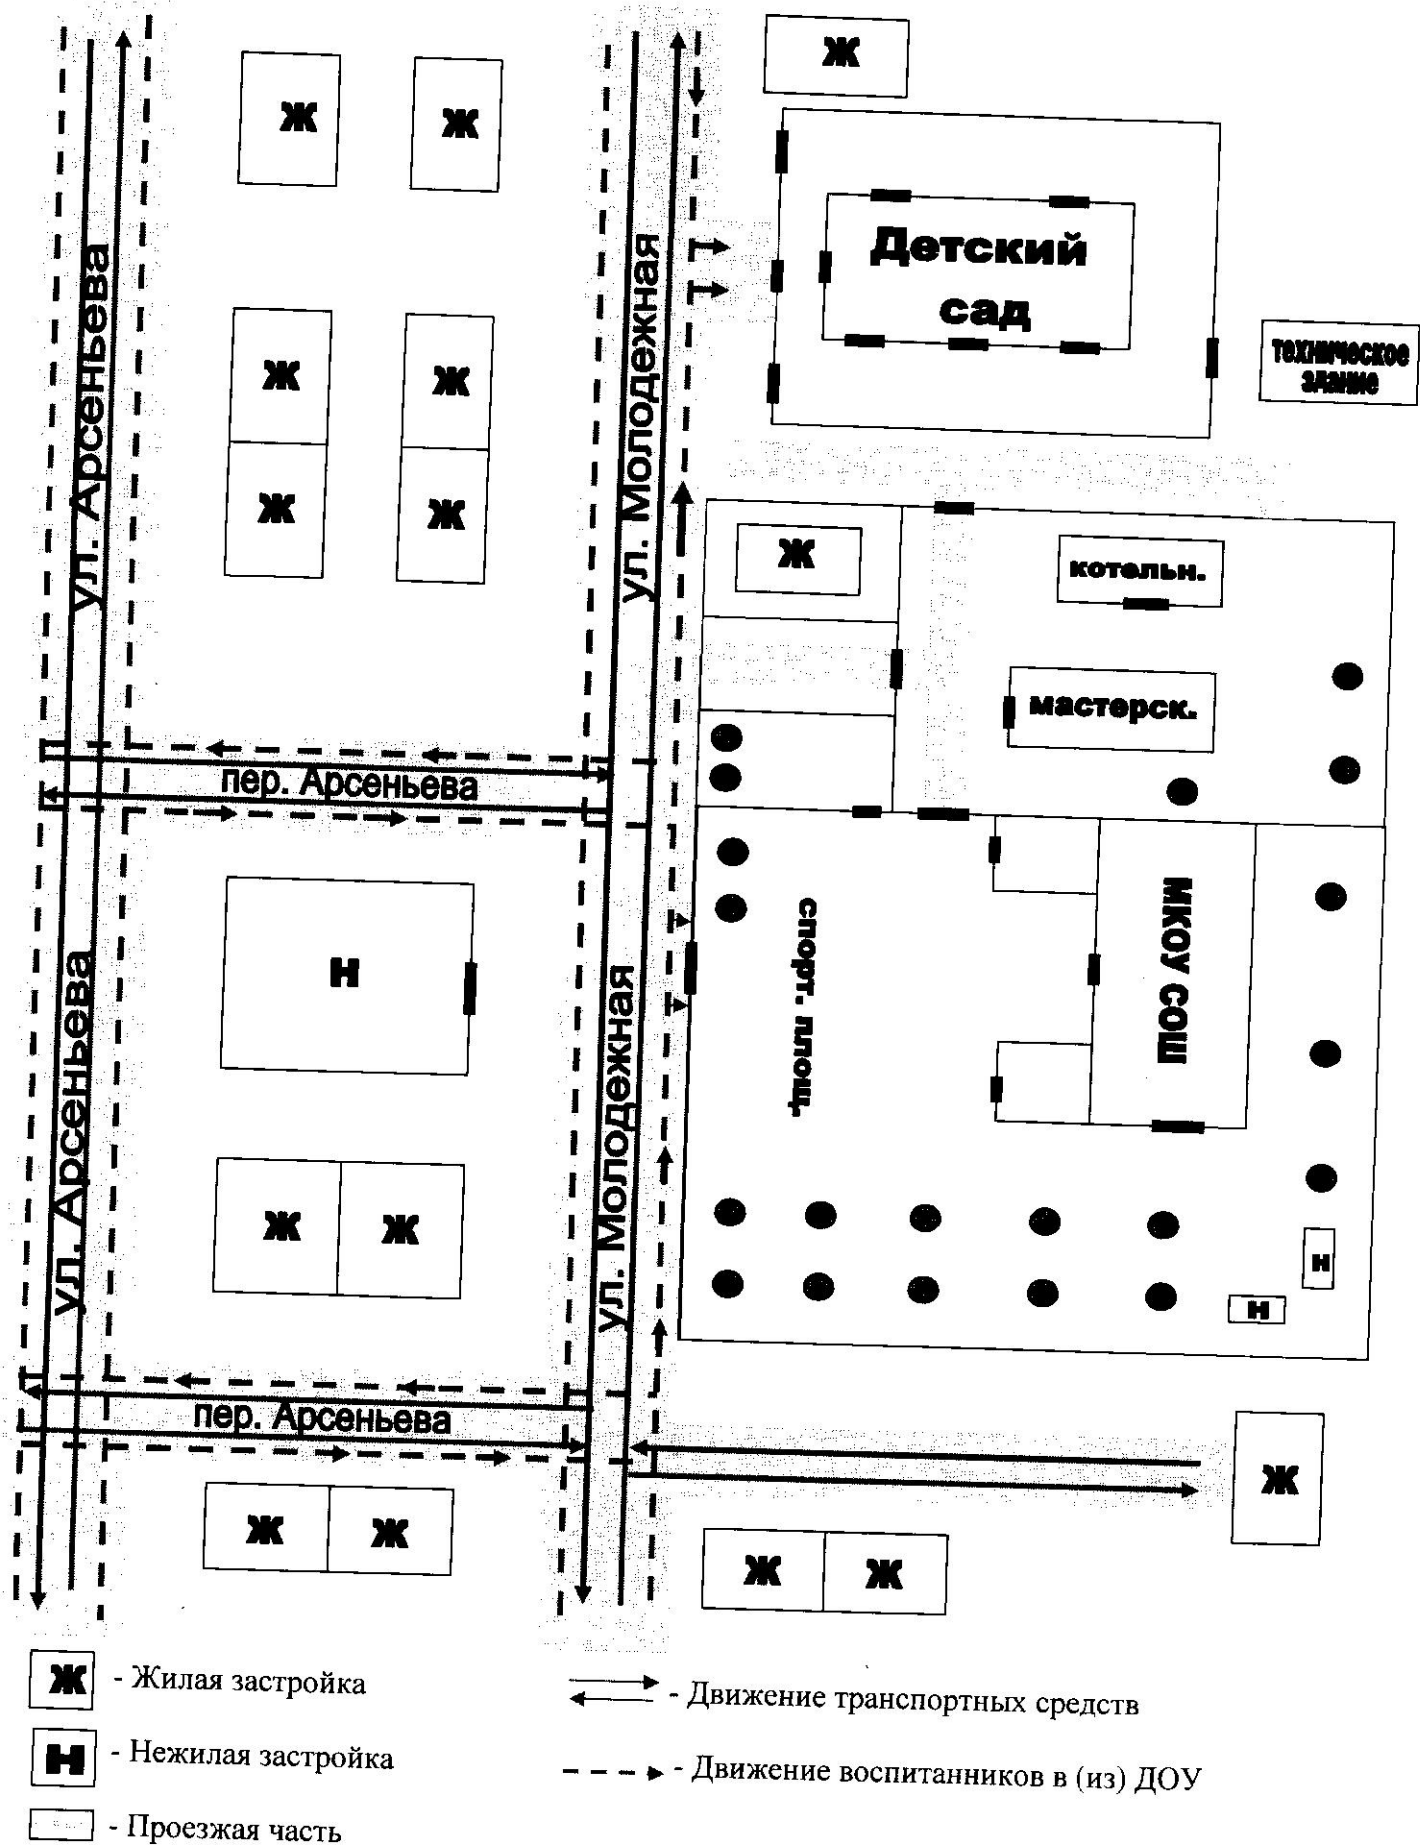 Ж
Ж
Ж
Детский
сад
ул. Арсеньева
ул. Молодежная
техническое
здание
Ж
Ж
Ж
Ж
Ж
котельн.
мастерск.
пер. Арсеньева
Н
спорт. площ.
МКОУ СОШ
ул. Арсеньева
ул. Молодежная
Ж
Ж
Н
Н
пер. Арсеньева
Ж
Ж
Ж
Ж
Ж
Ж - Жилая застройка
- Движение транспортных средств
Н - Нежилая застройка
- Движение воспитанников в (из) ДОУ
- Проезжая часть